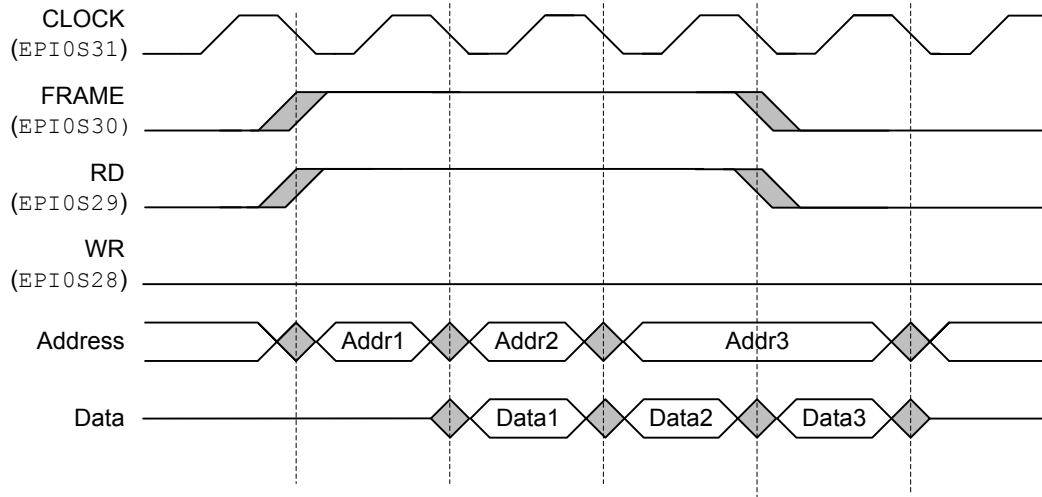 CLOCK
(EPI0S31)
FRAME
(EPI0S30)
RD
(EPI0S29)
WR
(EPI0S28)
Address Addr1 Addr2 Addr3
Data Data1 Data2 Data3